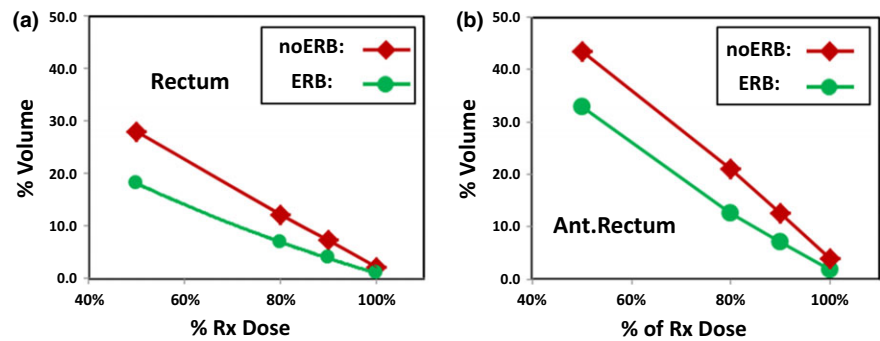 (a)
50.0
40.0
30.0
20.0
10.0
0.0
% Volume
noERB:
ERB:
Rectum
40%
60%
80%
100%
% Rx Dose
(b)
50.0
40.0
30.0
20.0
10.0
0.0
% Volume
noERB:
ERB:
Ant.Rectum
40%
60%
80%
100%
% of Rx Dose